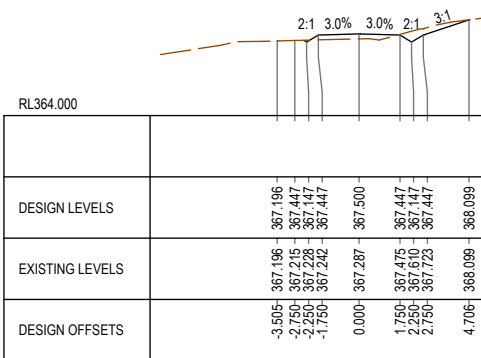 2:1 3.0% 3.0% 2:1 3:1
RL364.000
DESIGN LEVELS 367.196 367.447 367.147 367.447 367.500 367.447 367.147 367.447 368.099
EXISTING LEVELS 367.196 367.215 367.228 367.242 367.287 367.475 367.610 367.723 368.099
DESIGN OFFSETS -3.505 -2.750 -2.250 -1.750 0.000 1.750 2.250 2.750 4.706